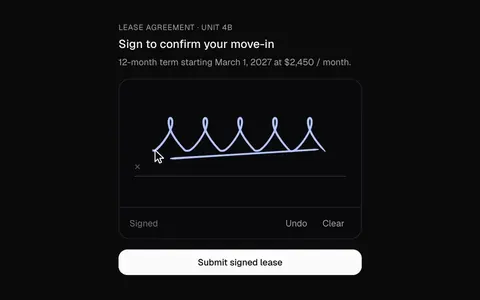 LEASE AGREEMENT · UNIT 4B
Sign to confirm your move-in
12-month term starting March 1, 2027 at $2,450 / month.
×
Signed Undo Clear
Submit signed lease